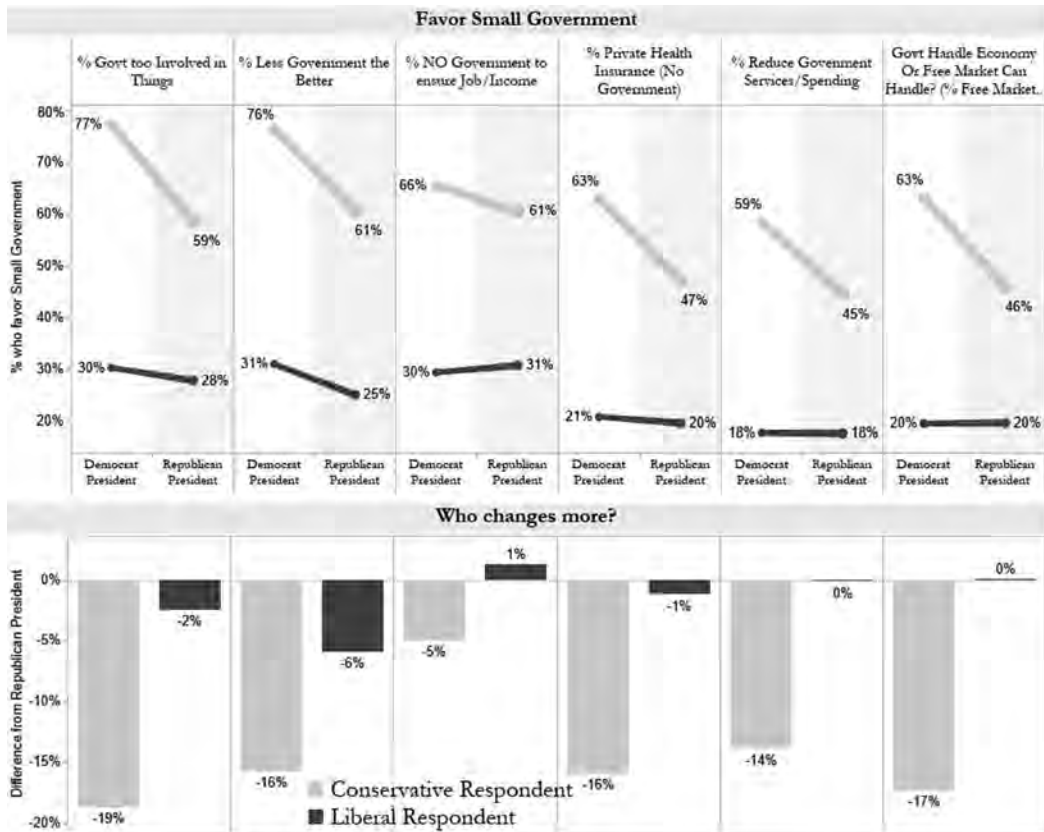 Favor Small Government
% Govt too Involved in
Things
% Less Government the
Better
% NO Government to
ensure Job/Income
% Private Health
Insurance (No
Government)
% Reduce Govenment
Services/Spending
Govt Handle Economy
Or Free Market Can
Handle? (% Free Market..
% who favor Small Government
80%
70%
60%
50%
40%
30%
20%
77%
59%
30%
28%
76%
61%
31%
25%
66%
61%
30%
31%
63%
47%
21%
20%
59%
45%
18%
18%
63%
46%
20%
20%
Democrat
President
Republican
President
Democrat
President
Republican
President
Democrat
President
Republican
President
Democrat
President
Republican
President
Democrat
President
Republican
President
Democrat
President
Republican
President
Who changes more?
Difference from Republican President
0%
-5%
-10%
-15%
-20%
-19%
-2%
-16%
-6%
-5%
1%
-16%
-1%
-14%
0%
-17%
0%
Conservative Respondent
Liberal Respondent